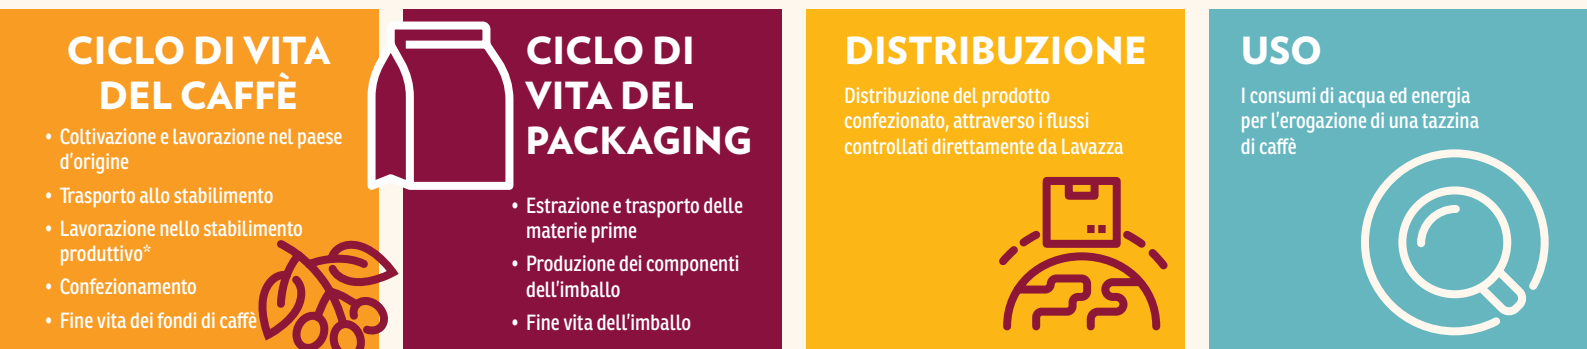 CICLO DI VITA
DEL CAFFÈ
• Coltivazione e lavorazione nel paese
d'origine
• Trasporto allo stabilimento
• Lavorazione nello stabilimento
produttivo*
• Confezionamento
• Fine vita dei fondi di caffè
CICLO DI
VITA DEL
PACKAGING
• Estrazione e trasporto delle
materie prime
• Produzione dei componenti
dell'imballo
• Fine vita dell'imballo
DISTRIBUZIONE
Distribuzione del prodotto
confezionato, attraverso i flussi
controllati direttamente da Lavazza
USO
I consumi di acqua ed energia
per l'erogazione di una tazzina
di caffè